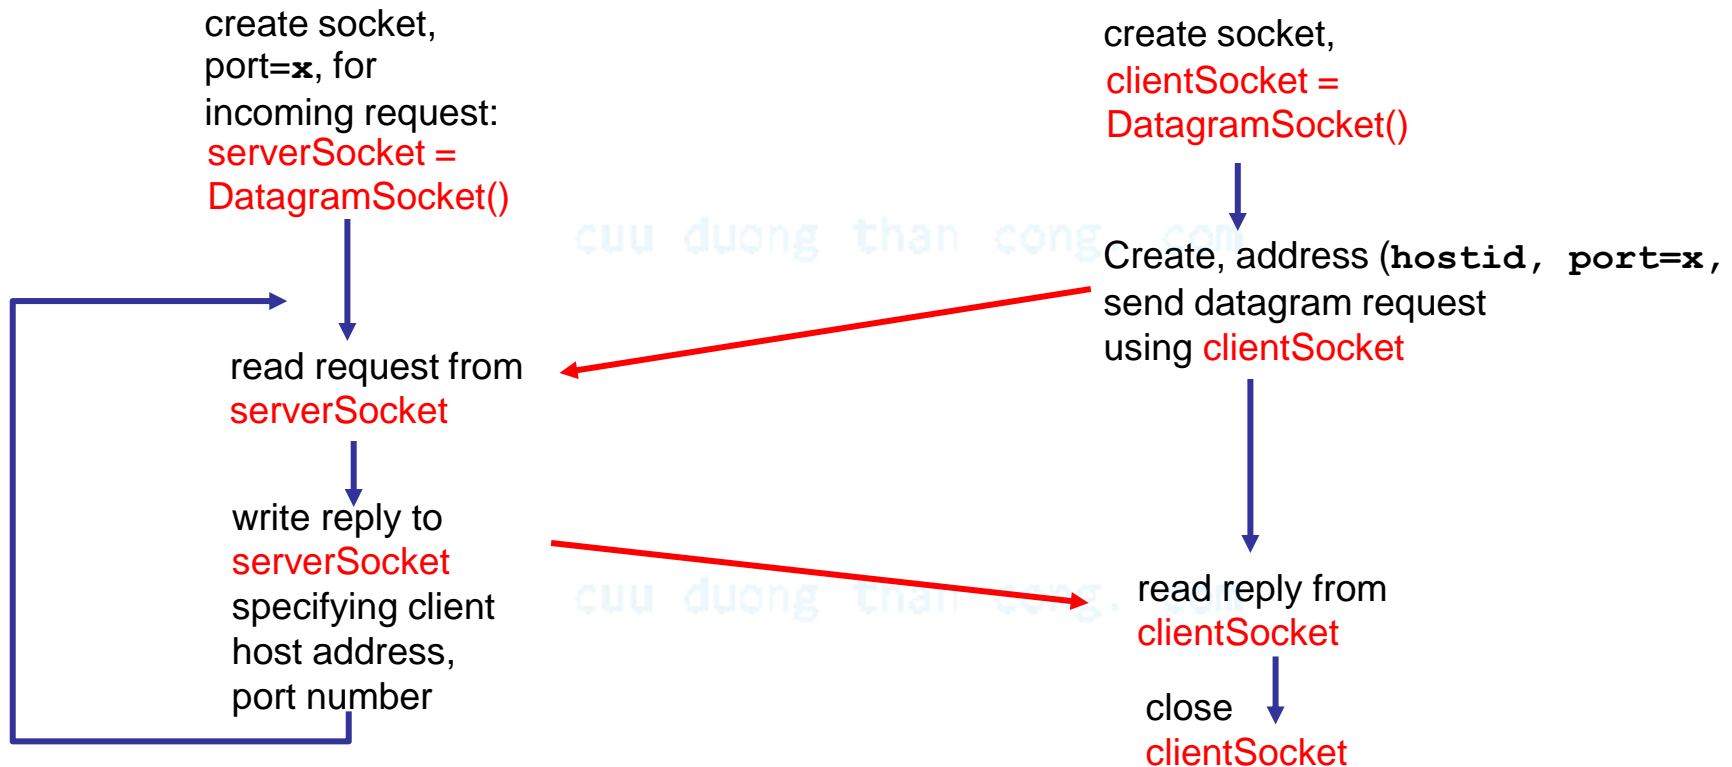 create socket,
port=x, for
incoming request:
serverSocket =
DatagramSocket()
read request from
serverSocket
write reply to
serverSocket
specifying client
host address,
port number
create socket,
clientSocket =
DatagramSocket()
Create, address (hostid, port=x,
send datagram request
using clientSocket
read reply from
clientSocket
close
clientSocket
cuu duong than cong. com
cuu duong than cong. com